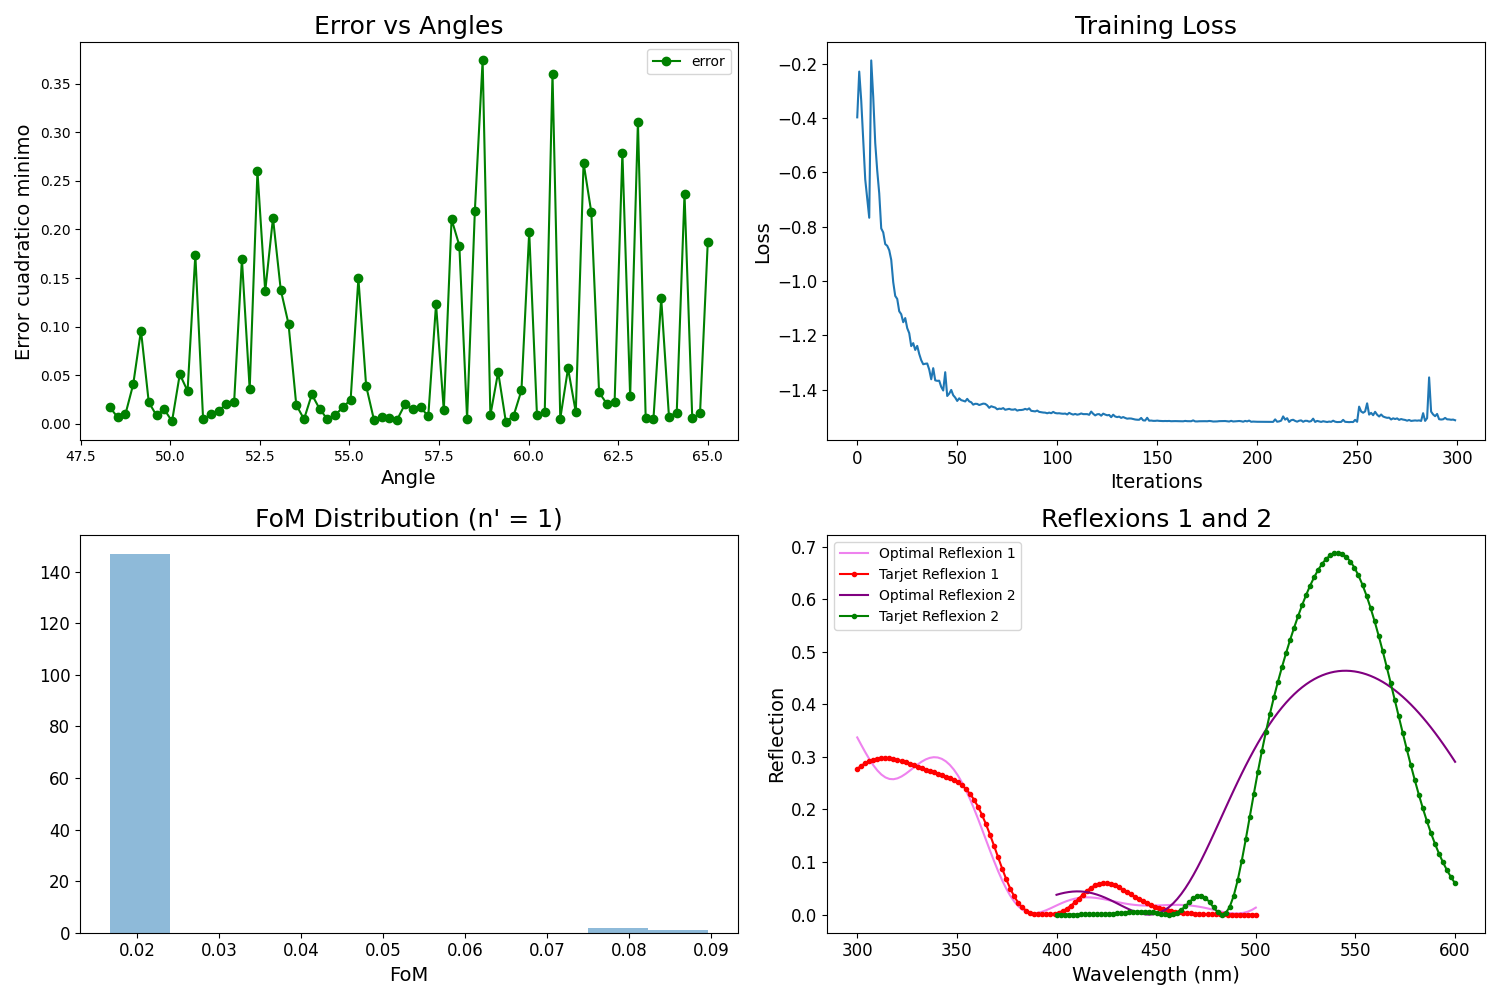 Error vs Angles
Error cuadratico minimo
0.35
0.30
0.25
0.20
0.15
0.10
0.05
0.00
error
47.5 50.0 52.5 55.0 57.5 60.0 62.5 65.0
Angle
Training Loss
Loss
−0.2
−0.4
−0.6
−0.8
−1.0
−1.2
−1.4
0 50 100 150 200 250 300
Iterations
FoM Distribution (n' = 1)
140
120
100
80
60
40
20
0
0.02 0.03 0.04 0.05 0.06 0.07 0.08 0.09
FoM
Reflexions 1 and 2
Reflection
0.7
0.6
0.5
0.4
0.3
0.2
0.1
0.0
Optimal Reflexion 1
Tarjet Reflexion 1
Optimal Reflexion 2
Tarjet Reflexion 2
300 350 400 450 500 550 600
Wavelength (nm)